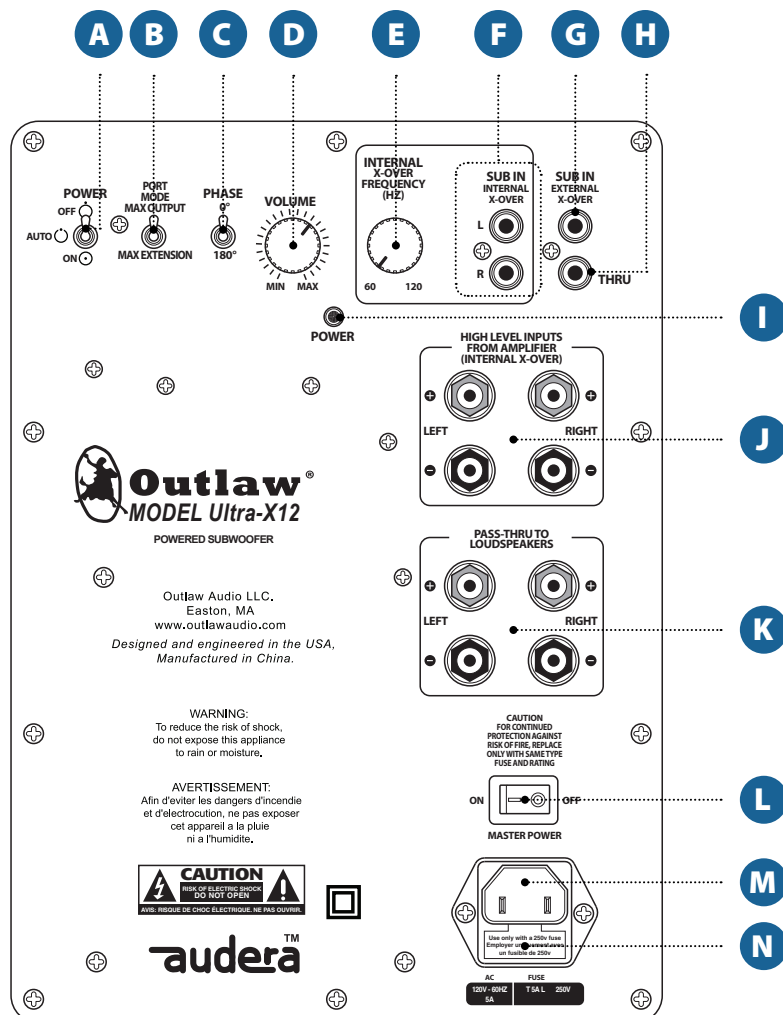 A B C D E F G H
POWER
OFF
AUTO
ON
PORT
MODE
MAX OUTPUT
MAX EXTENSION
PHASE
0°
180°
VOLUME
MIN MAX
INTERNAL
X-OVER
FREQUENCY
(HZ)
60 120
SUB IN
INTERNAL
X-OVER
L
R
SUB IN
EXTERNAL
X-OVER
THRU
POWER
I
HIGH LEVEL INPUTS
FROM AMPLIFIER
(INTERNAL X-OVER)
+ +
LEFT RIGHT
- -
J
Outlaw®
MODEL Ultra-X12
POWERED SUBWOOFER
PASS-THRU TO
LOUDSPEAKERS
+ +
LEFT RIGHT
- -
K
Outlaw Audio LLC.
Easton, MA
www.outlawaudio.com
Designed and engineered in the USA,
Manufactured in China.
WARNING:
To reduce the risk of shock,
do not expose this appliance
to rain or moisture.
CAUTION
FOR CONTINUED
PROTECTION AGAINST
RISK OF FIRE, REPLACE
ONLY WITH SAME TYPE
FUSE AND RATING
ON OFF
MASTER POWER
L
AVERTISSEMENT:
Afin d'eviter les dangers d'incendie
et d'electrocution, ne pas exposer
cet appareil a la pluie
ni a l'humidite.
CAUTION
RISK OF ELECTRIC SHOCK
DO NOT OPEN
AVIS: RISQUE DE CHOC ÉLECTRIQUE. NE PAS OUVRIR.
audera™
M
Use only with a 250v fuse
Employer uniquement avec
un fusible de 250v
N
AC FUSE
120V - 60HZ T 5A L 250V
5A